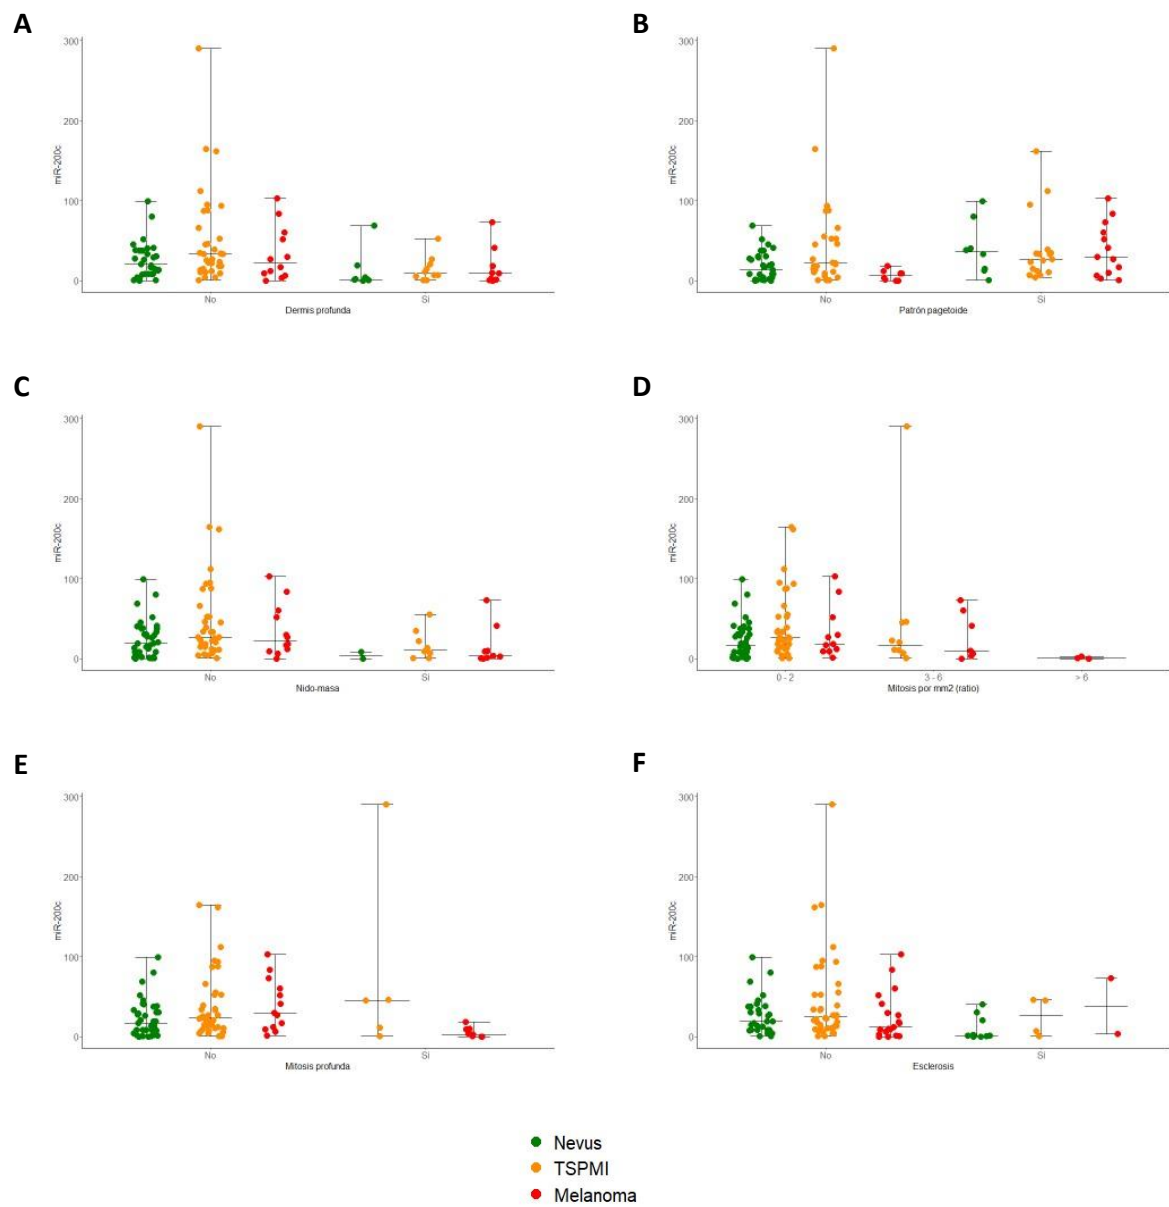 A
300
200
100
0
miR-200c
No
Sí
Dermis profunda
B
300
200
100
0
miR-200c
No
Sí
Patrón pagetoide
C
300
200
100
0
miR-200c
No
Sí
Nido-masa
D
300
200
100
0
miR-200c
0 - 2
3 - 6
> 6
Mitosis por mm2 (ratio)
E
300
200
100
0
miR-200c
No
Sí
Mitosis profunda
F
300
200
100
0
miR-200c
No
Sí
Esclerosis
Nevus
TSPMI
Melanoma